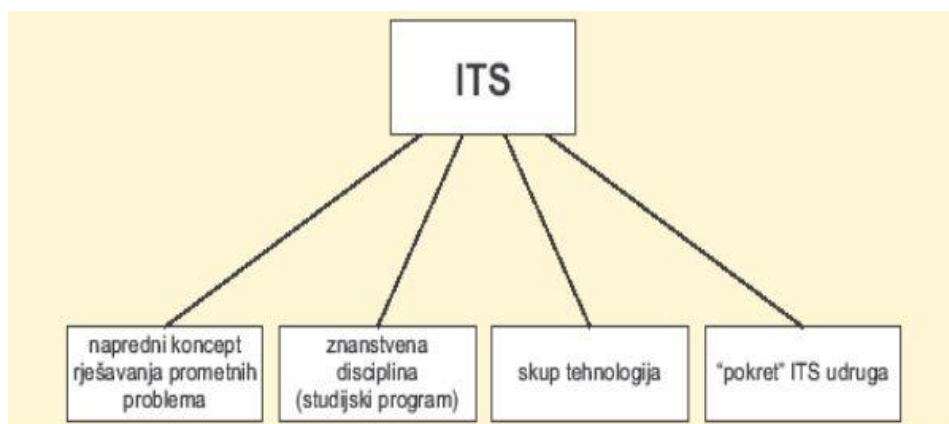 ITS
napredni koncept
rješavanja prometnih
problema
znanstvena
disciplina
(studijski program)
skup tehnologija
"pokret" ITS udruga